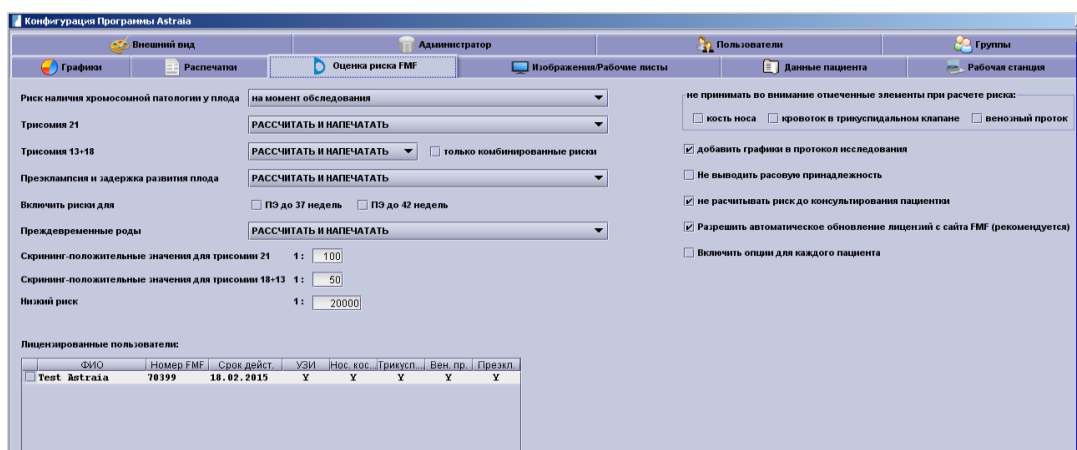 Конфигурация Программы Astraia
Внешний вид
Администратор
Пользователи
Группы
Графики
Распечатки
Оценка риска FMF
Изображения/Рабочие листы
Данные пациента
Рабочая станция
Риск наличия хромосомной патологии у плода
на момент обследования
Трисомия 21
РАССЧИТАТЬ И НАПЕЧАТАТЬ
Трисомия 13+18
РАССЧИТАТЬ И НАПЕЧАТАТЬ
только комбинированные риски
Преэклампсия и задержка развития плода
РАССЧИТАТЬ И НАПЕЧАТАТЬ
Включить риски для
ПЭ до 37 недель
ПЭ до 42 недель
Преждевременные роды
РАССЧИТАТЬ И НАПЕЧАТАТЬ
Скрининг-положительные значения для трисомии 21 1: 100
Скрининг-положительные значения для трисомии 18+13 1: 50
Низкий риск 1: 20000
не принимать во внимание отмеченные элементы при расчете риска:
кость носа
кровоток в трикуспидальном клапане
венозный проток
добавить графики в протокол исследования
Не выводить расовую принадлежность
не расчитывать риск до консультирования пациентки
Разрешить автоматическое обновление лицензий с сайта FMF (рекомендуется)
Включить опции для каждого пациента
Лицензированные пользователи:
ФИО Номер FMF Срок дейст. УЗИ Нос. кос... Трикусп... Вен. пр. Преэкл.
Test Astraia 70399 18.02.2015 Y Y Y Y Y